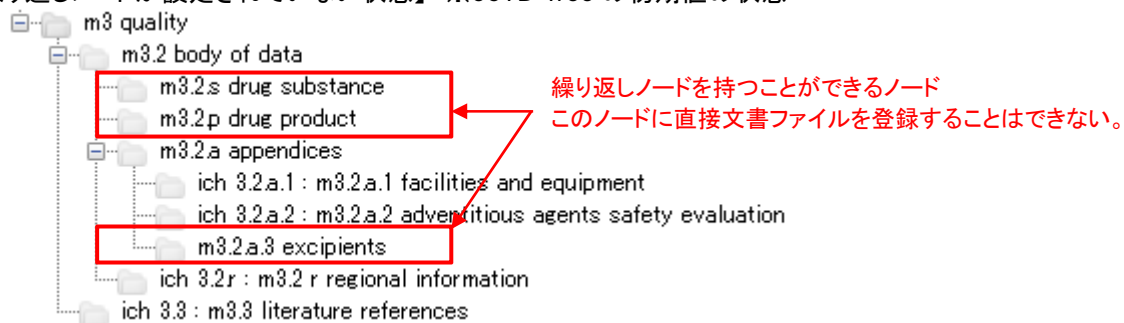 m3 quality
m3.2 body of data
m3.2.s drug substance
m3.2.p drug product
繰り返しノードを持つことができるノード
このノードに直接文書ファイルを登録することはできない。
m3.2.a appendices
ich 3.2.a.1 : m3.2.a.1 facilities and equipment
ich 3.2.a.2 : m3.2.a.2 adventitious agents safety evaluation
m3.2.a.3 excipients
ich 3.2.r : m3.2 r regional information
ich 3.3 : m3.3 literature references